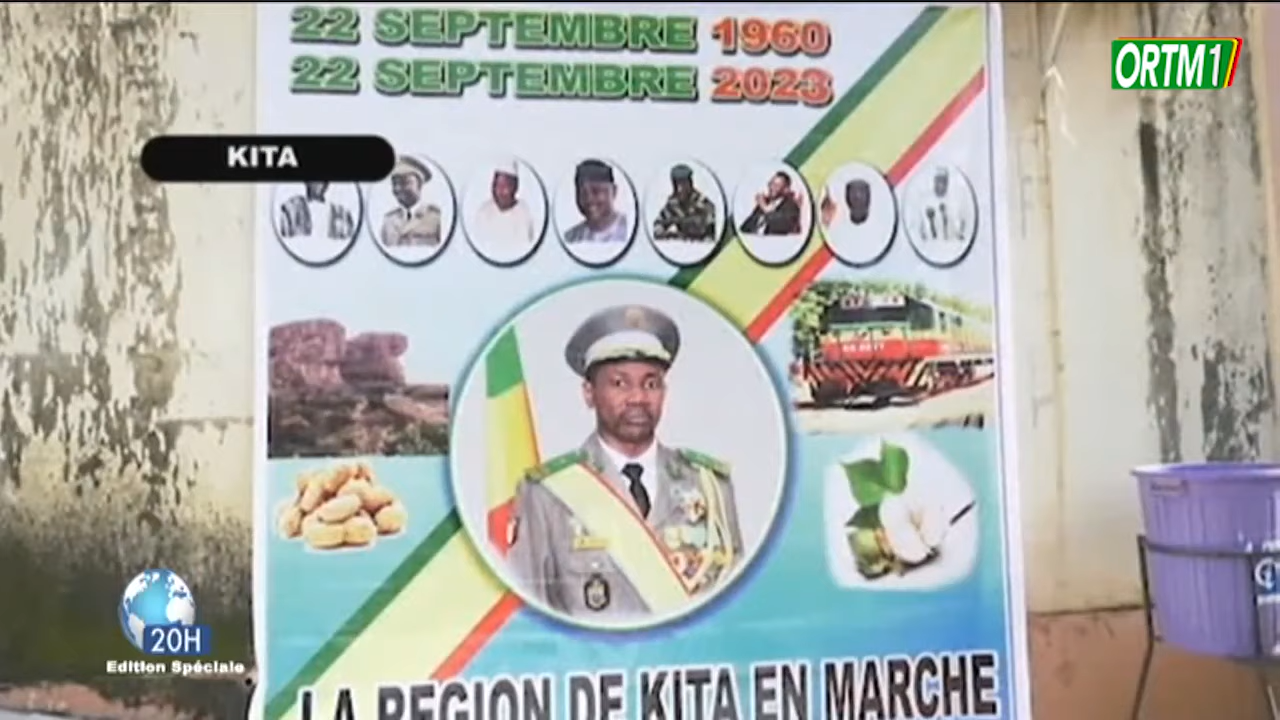 22 SEPTEMBRE 1960
22 SEPTEMBRE 2023
ORTM1
KITA
20H
Edition Spéciale
LA REGION DE KITA EN MARCHE